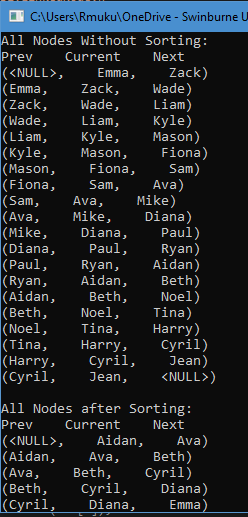 C:\Users\Rmuku\OneDrive - Swinburne U
All Nodes Without Sorting:
Prev Current Next
(<NULL>, Emma, Zack)
(Emma, Zack, Wade)
(Zack, Wade, Liam)
(Wade, Liam, Kyle)
(Liam, Kyle, Mason)
(Kyle, Mason, Fiona)
(Mason, Fiona, Sam)
(Fiona, Sam, Ava)
(Sam, Ava, Mike)
(Ava, Mike, Diana)
(Mike, Diana, Paul)
(Diana, Paul, Ryan)
(Paul, Ryan, Aidan)
(Ryan, Aidan, Beth)
(Aidan, Beth, Noel)
(Beth, Noel, Tina)
(Noel, Tina, Harry)
(Tina, Harry, Cyril)
(Harry, Cyril, Jean)
(Cyril, Jean, <NULL>)
All Nodes after Sorting:
Prev Current Next
(<NULL>, Aidan, Ava)
(Aidan, Ava, Beth)
(Ava, Beth, Cyril)
(Beth, Cyril, Diana)
(Cyril, Diana, Emma)